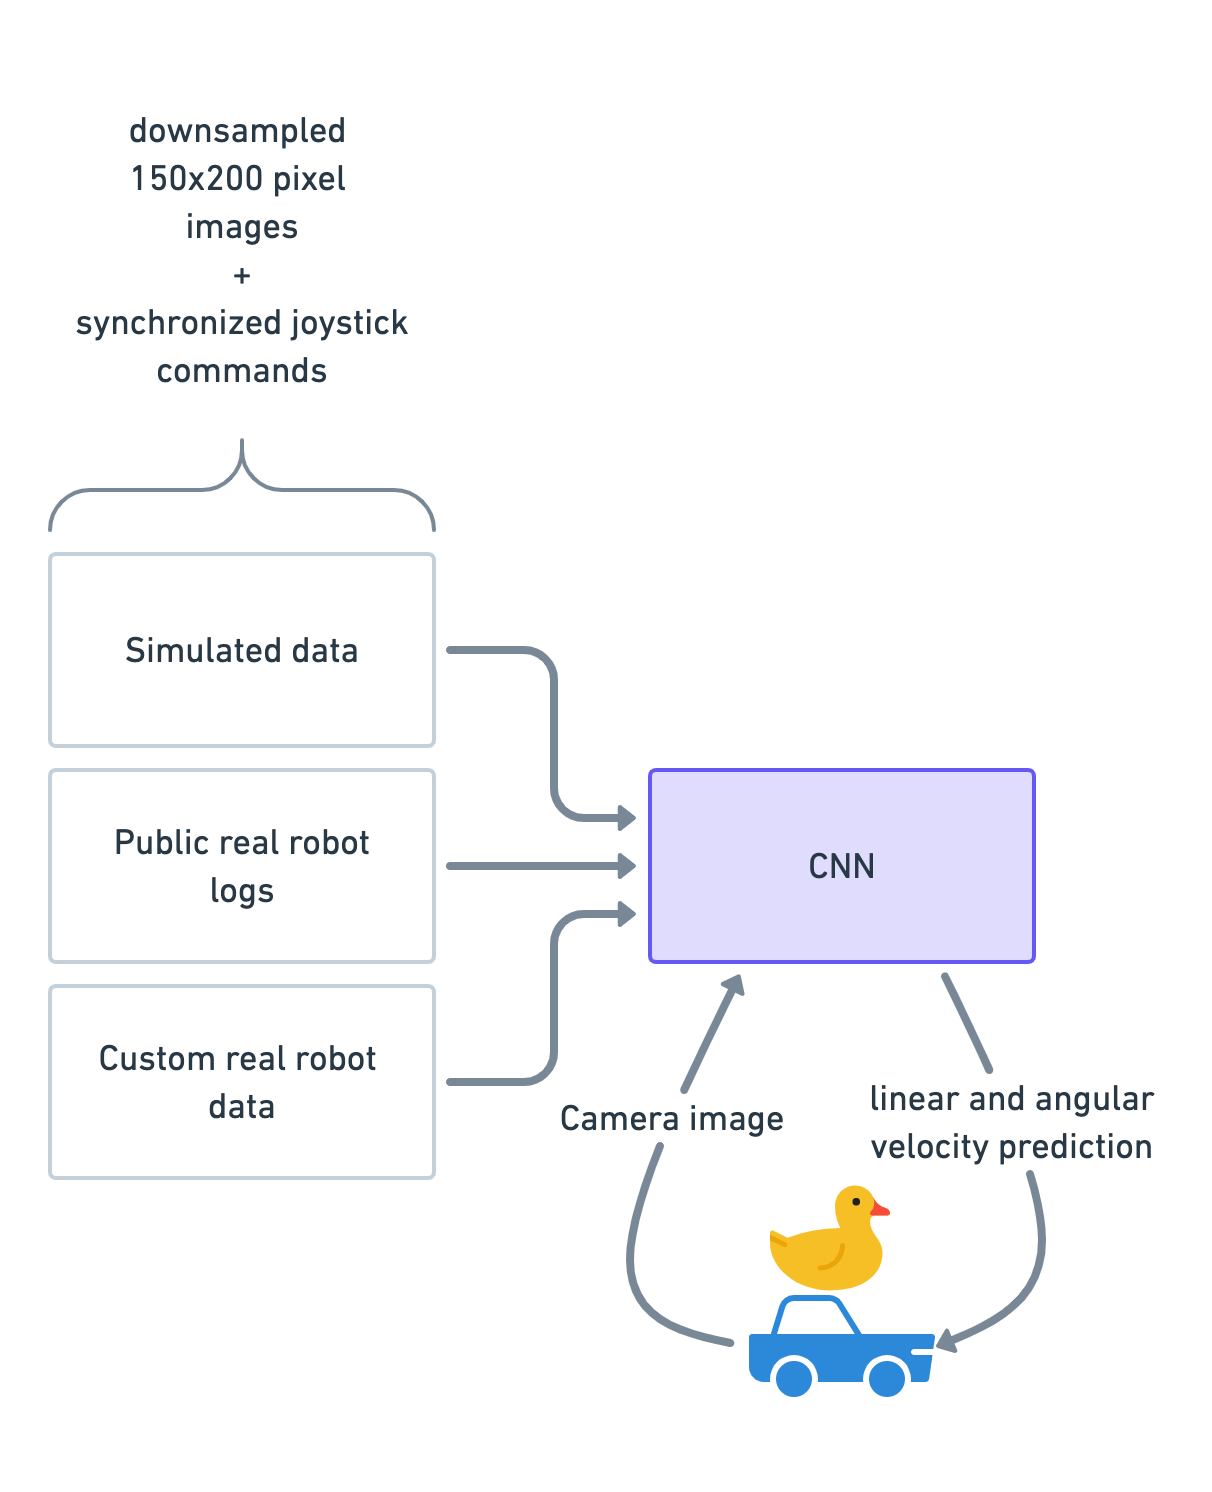 downsampled
150x200 pixel
images
+
synchronized joystick
commands
Simulated data
Public real robot
logs
Custom real robot
data
CNN
Camera image
linear and angular
velocity prediction